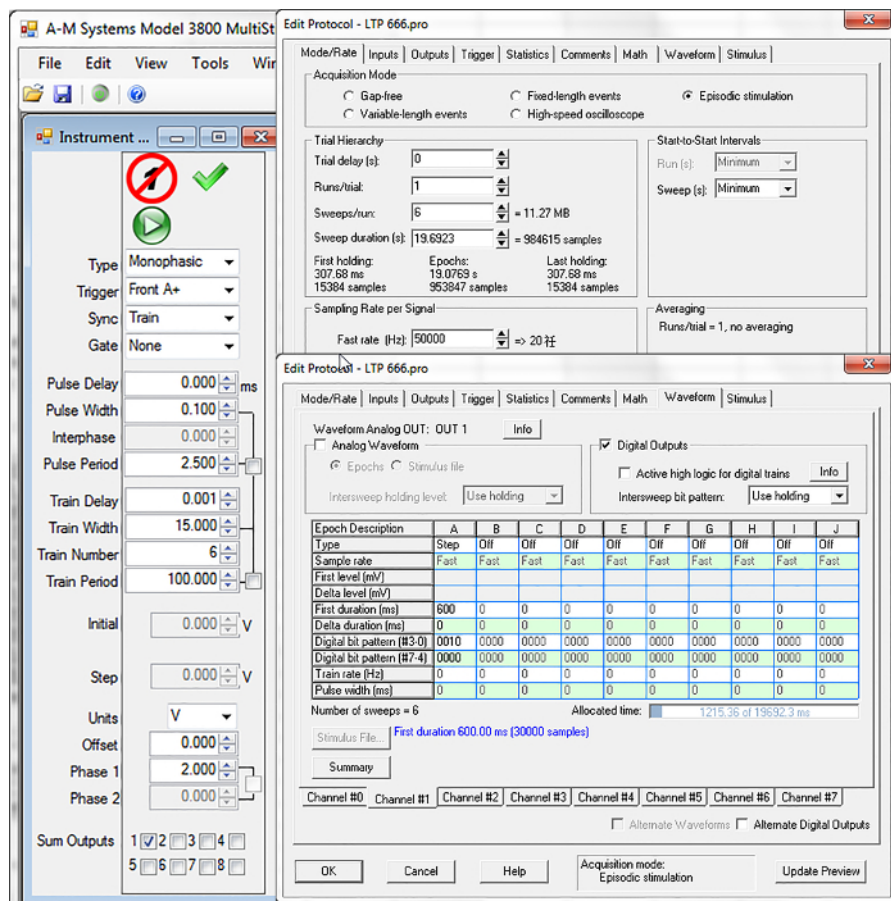 A-M Systems Model 3800 MultiSt
File Edit View Tools Wir
Instrument ...
1
Type Monophasic
Trigger Front A+
Sync Train
Gate None
Pulse Delay 0.000 ms
Pulse Width 0.100
Interphase 0.000
Pulse Period 2.500
Train Delay 0.001
Train Width 15.000
Train Number 6
Train Period 100.000
Initial 0.000 V
Step 0.000 V
Units V
Offset 0.000
Phase 1 2.000
Phase 2 0.000
Sum Outputs 1 2 3 4
5 6 7 8
Edit Protocol - LTP 666.pro
Mode/Rate Inputs Outputs Trigger Statistics Comments Math Waveform Stimulus
Acquisition Mode
Gap-free Fixed-length events Episodic stimulation
Variable-length events High-speed oscilloscope
Trial Hierarchy
Trial delay (s): 0
Runs/trial: 1
Sweeps/run: 6 = 11.27 MB
Sweep duration (s): 19.6923 = 984615 samples
First holding: Epochs: Last holding:
307.68 ms 19.0769 s 307.68 ms
15384 samples 953847 samples 15384 samples
Start-to-Start Intervals
Run (s): Minimum
Sweep (s): Minimum
Sampling Rate per Signal
Fast rate (Hz): 50000 => 20 祄
Averaging
Runs/trial = 1, no averaging
Edit Protocol - LTP 666.pro
Mode/Rate Inputs Outputs Trigger Statistics Comments Math Waveform Stimulus
Waveform Analog OUT: OUT 1 Info
Analog Waveform
Epochs Stimulus file
Intersweep holding level: Use holding
Digital Outputs
Active high logic for digital trains Info
Intersweep bit pattern: Use holding
Epoch Description A B C D E F G H I J
Type Step Off Off Off Off Off Off Off Off Off
Sample rate Fast Fast Fast Fast Fast Fast Fast Fast Fast Fast
First level (mV)
Delta level (mV)
First duration (ms) 600 0 0 0 0 0 0 0 0 0
Delta duration (ms) 0 0 0 0 0 0 0 0 0 0
Digital bit pattern (#3-0) 0010 0000 0000 0000 0000 0000 0000 0000 0000 0000
Digital bit pattern (#7-4) 0000 0000 0000 0000 0000 0000 0000 0000 0000 0000
Train rate (Hz) 0 0 0 0 0 0 0 0 0 0
Pulse width (ms) 0 0 0 0 0 0 0 0 0 0
Number of sweeps = 6 Allocated time: 1215.36 of 19692.3 ms
Stimulus File... First duration 600.00 ms (30000 samples)
Summary
Channel #0 Channel #1 Channel #2 Channel #3 Channel #4 Channel #5 Channel #6 Channel #7
Alternate Waveforms Alternate Digital Outputs
OK Cancel Help Acquisition mode: Update Preview
Episodic stimulation